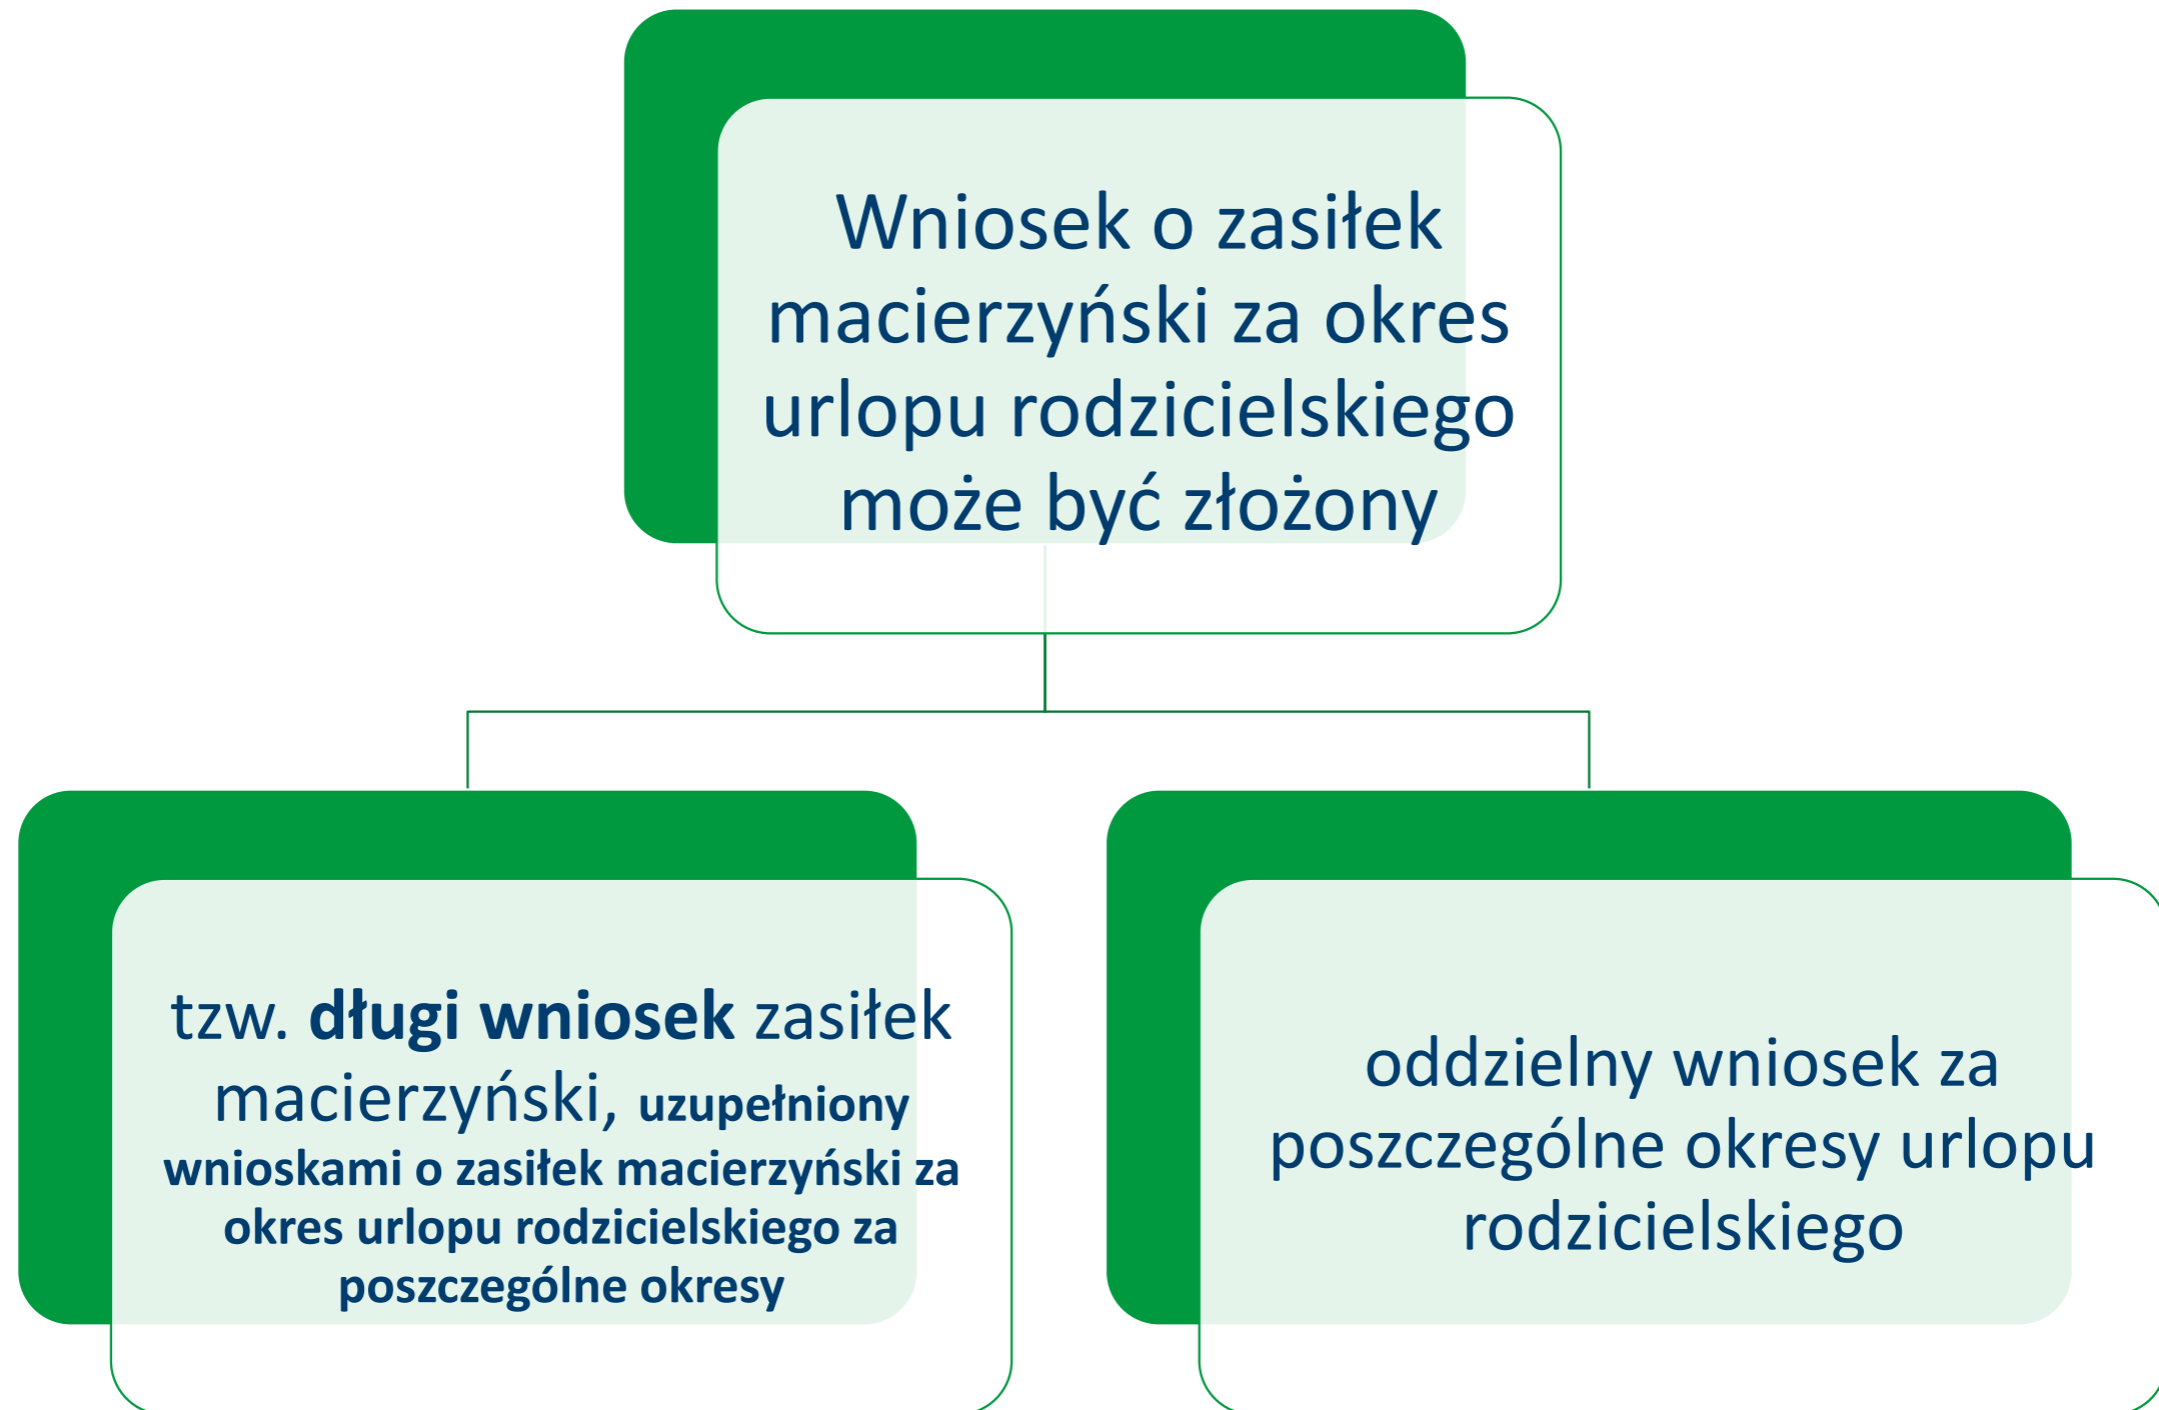 Wniosek o zasiłek
macierzyński za okres
urlopu rodzicielskiego
może być złożony
tzw. długi wniosek zasiłek
macierzyński, uzupełniony
wnioskami o zasiłek macierzyński za
okres urlopu rodzicielskiego za
poszczególne okresy
oddzielny wniosek za
poszczególne okresy urlopu
rodzicielskiego